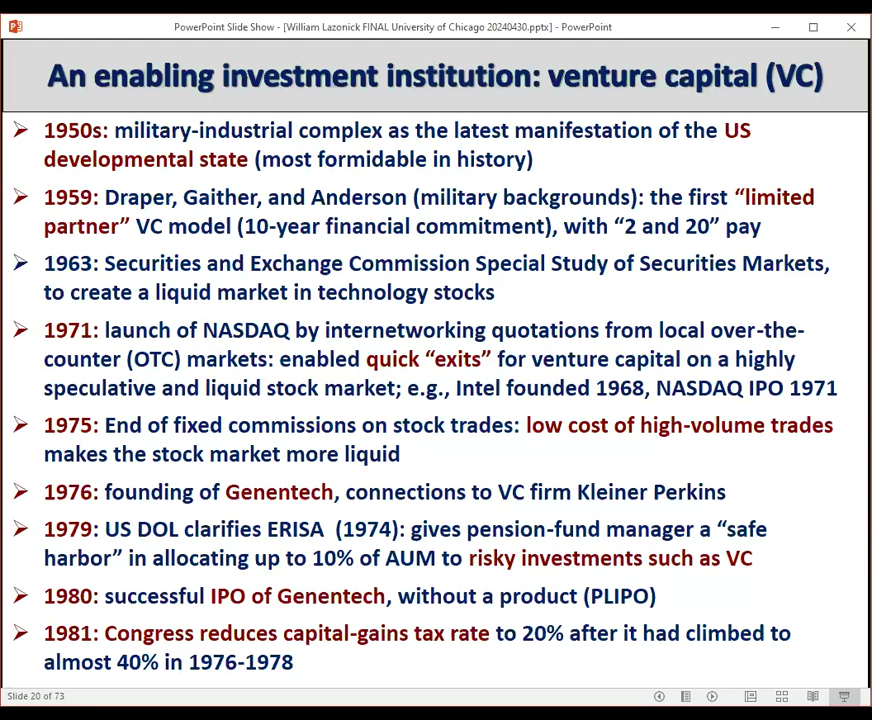 PowerPoint Slide Show - [William Lazonick FINAL University of Chicago 20240430.pptx] - PowerPoint
An enabling investment institution: venture capital (VC)
1950s: military-industrial complex as the latest manifestation of the US
developmental state (most formidable in history)
1959: Draper, Gaither, and Anderson (military backgrounds): the first “limited
partner” VC model (10-year financial commitment), with “2 and 20” pay
1963: Securities and Exchange Commission Special Study of Securities Markets,
to create a liquid market in technology stocks
1971: launch of NASDAQ by internetworking quotations from local over-the-
counter (OTC) markets: enabled quick “exits” for venture capital on a highly
speculative and liquid stock market; e.g., Intel founded 1968, NASDAQ IPO 1971
1975: End of fixed commissions on stock trades: low cost of high-volume trades
makes the stock market more liquid
1976: founding of Genentech, connections to VC firm Kleiner Perkins
1979: US DOL clarifies ERISA (1974): gives pension-fund manager a “safe
harbor” in allocating up to 10% of AUM to risky investments such as VC
1980: successful IPO of Genentech, without a product (PLIPO)
1981: Congress reduces capital-gains tax rate to 20% after it had climbed to
almost 40% in 1976-1978
Slide 20 of 73